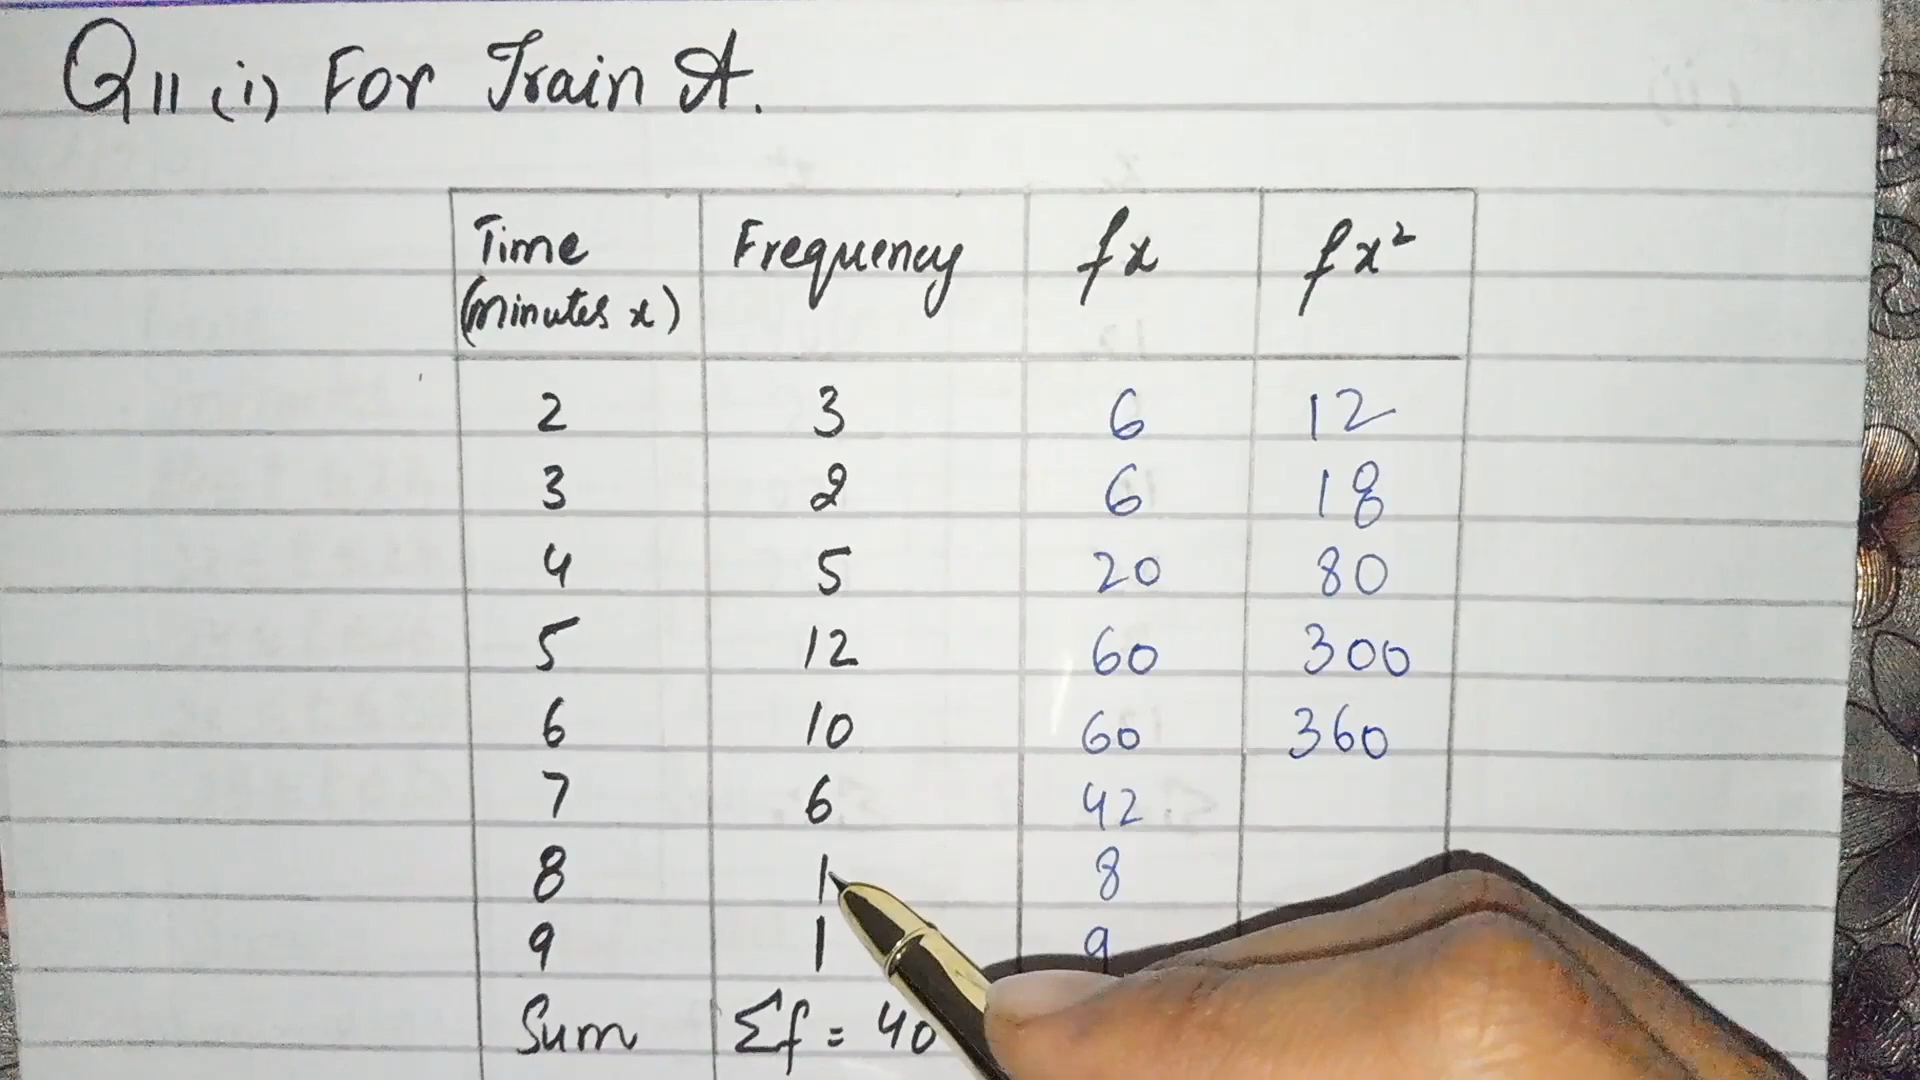 Q11 (i) For Train A.
Time (minutes x) Frequency fx fx²
2 3 6 12
3 2 6 18
4 5 20 80
5 12 60 300
6 10 60 360
7 6 42
8 1 8
9 1 9
Sum Σf = 40